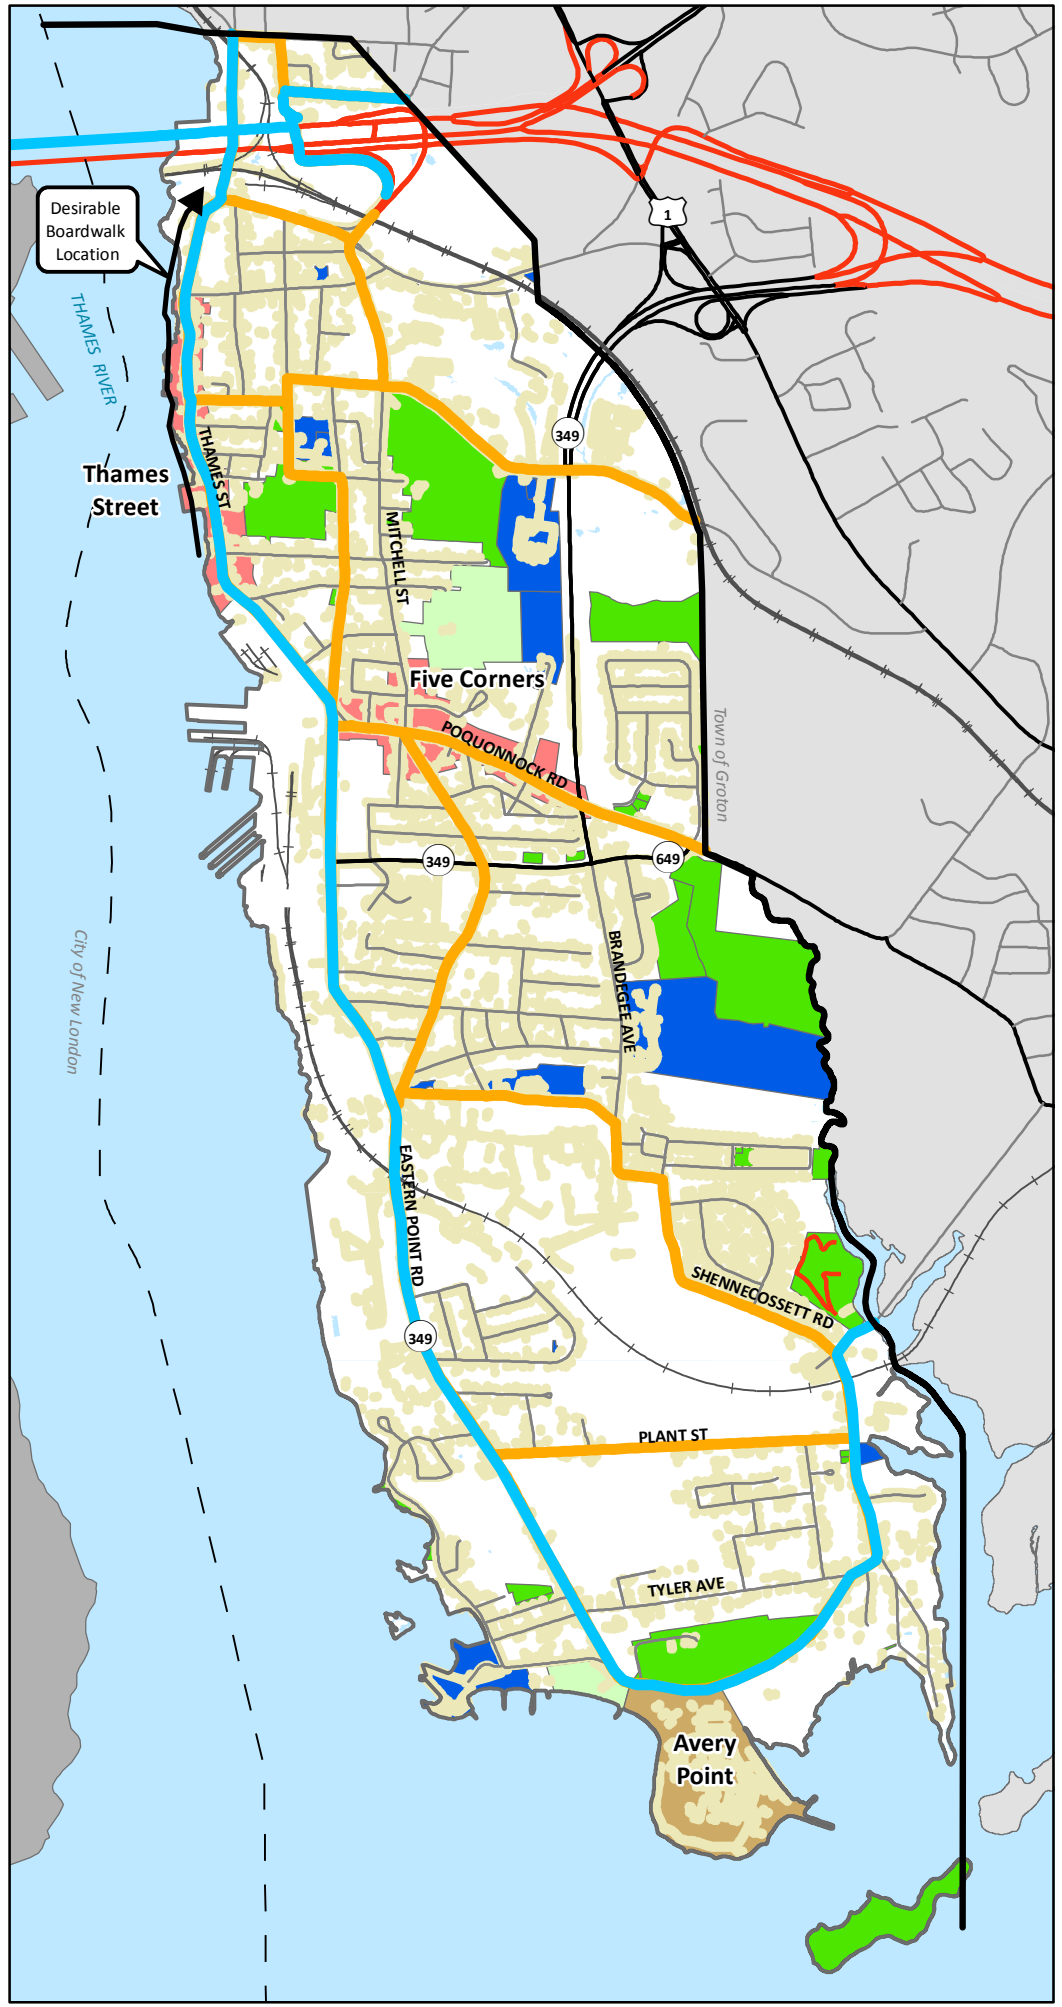 Desirable
Boardwalk
Location
1
THAMES RIVER
349
THAMES ST
Thames
Street
MITCHELL ST
Five Corners
POQUONNOCK RD
Town of Groton
349
649
City of New London
BRANDEGEE AVE
EASTERN POINT RD
SHENNECOSSETT RD
349
PLANT ST
TYLER AVE
Avery
Point